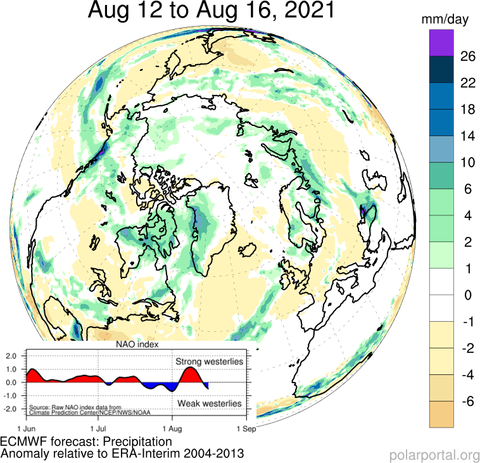 Aug 12 to Aug 16, 2021
mm/day
26
22
18
14
10
6
4
2
1
0
-1
-2
-4
-6
NAO index
2.0
1.0
0.0
-1.0
-2.0
Strong westerlies
Weak westerlies
Source: Raw NAO index data from
Climate Prediction Center/NCEP/NWS/NOAA
1 Jun 1 Jul 1 Aug 1 Sep
ECMWF forecast: Precipitation
Anomaly relative to ERA-Interim 2004-2013
polarportal.org